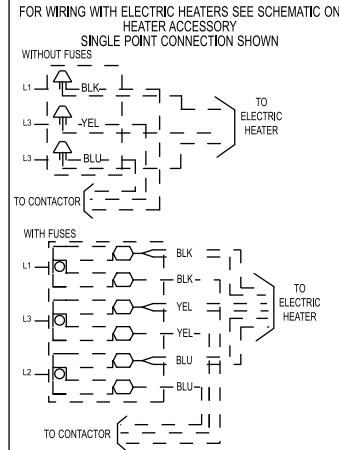 FOR WIRING WITH ELECTRIC HEATERS SEE SCHEMATIC ON
HEATER ACCESSORY
SINGLE POINT CONNECTION SHOWN
WITHOUT FUSES
L1
BLK
L3
YEL
L3
BLU
TO
ELECTRIC
HEATER
TO CONTACTOR
WITH FUSES
BLK
L1
BLK
YEL
L3
YEL
BLU
L2
BLU
TO
ELECTRIC
HEATER
TO CONTACTOR